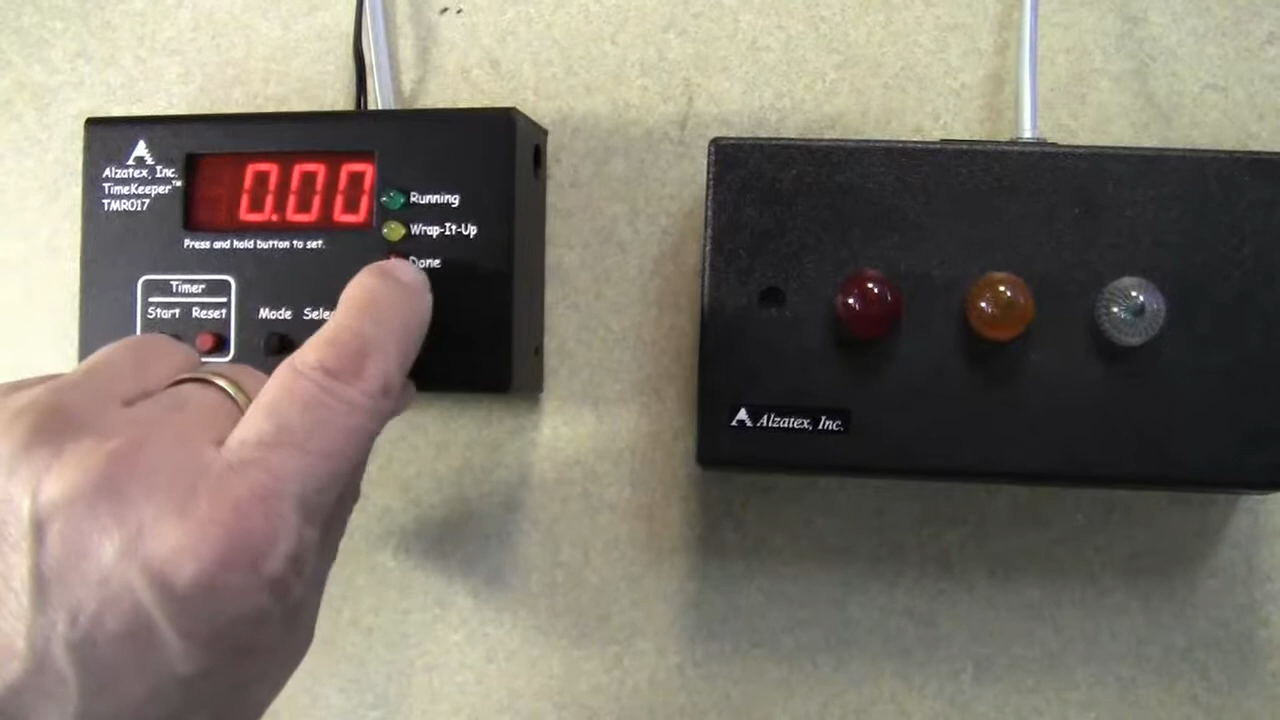 Alzatex, Inc.
TimeKeeper™
TMR017
0.00
Running
Wrap-It-Up
Done
Press and hold button to set.
Timer
Start Reset
Mode
Alzatex, Inc.